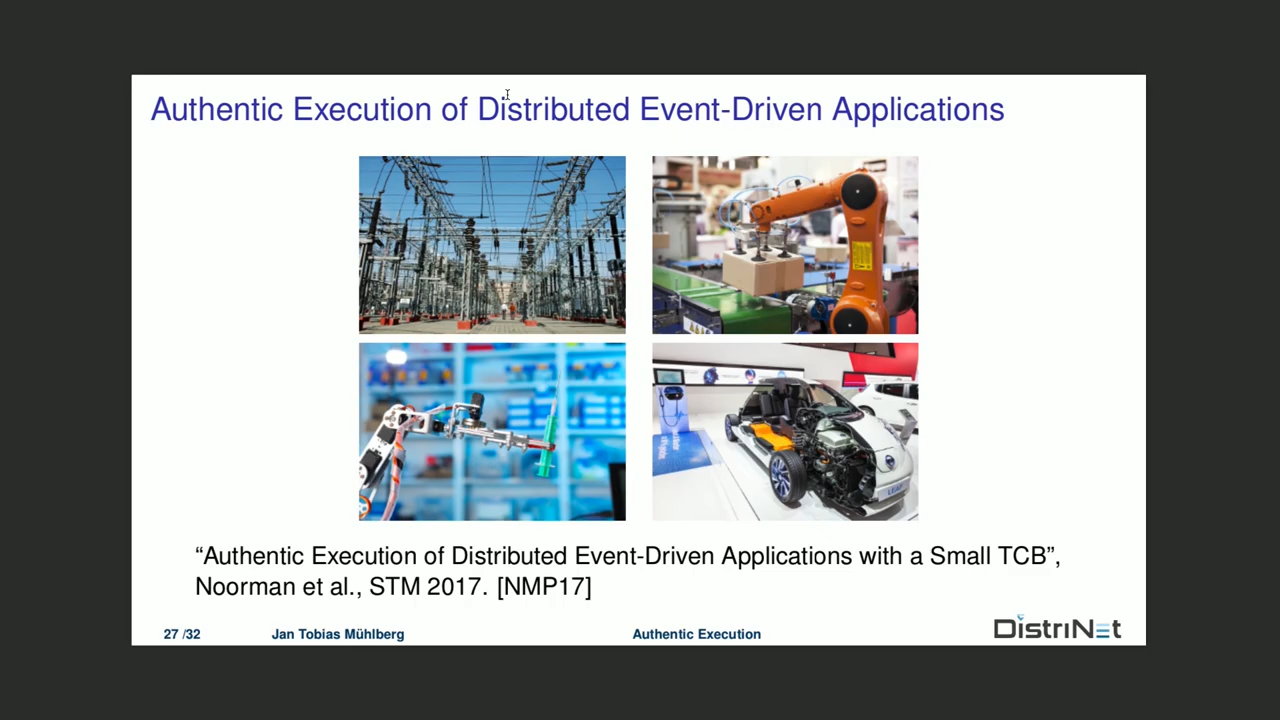 Authentic Execution of Distributed Event-Driven Applications
LEAF
“Authentic Execution of Distributed Event-Driven Applications with a Small TCB”,
Noorman et al., STM 2017. [NMP17]
27 /32 Jan Tobias Mühlberg Authentic Execution DistriNet